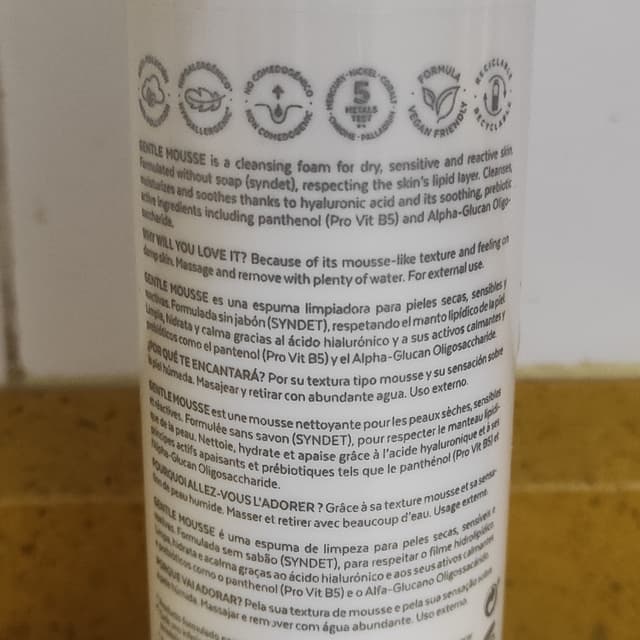 HYPOALLERGENIC
NO COMEDOGÉNICO
NON COMEDOGENIC
5
METALS
TEST
FORMULA
VEGAN FRIENDLY
RECYCLABLE
RECYCLABLE
GENTLE MOUSSE is a cleansing foam for dry, sensitive and reactive skin.
Formulated without soap (syndet), respecting the skin's lipid layer. Cleanses,
moisturizes and soothes thanks to hyaluronic acid and its soothing, prebiotic
active ingredients including panthenol (Pro Vit B5) and Alpha-Glucan Oligo-
saccharide.
WHY WILL YOU LOVE IT? Because of its mousse-like texture and feeling on
damp skin. Massage and remove with plenty of water. For external use.
GENTLE MOUSSE es una espuma limpiadora para pieles secas, sensibles y
reactivas. Formulada sin jabón (SYNDET), respetando el manto lipídico de la piel.
Limpia, hidrata y calma gracias al ácido hialurónico y a sus activos calmantes y
prebióticos como el pantenol (Pro Vit B5) y el Alpha-Glucan Oligosaccharide.
¿POR QUÉ TE ENCANTARÁ? Por su textura tipo mousse y su sensación sobre
la piel húmeda. Masajear y retirar con abundante agua. Uso externo.
GENTLE MOUSSE est une mousse nettoyante pour les peaux sèches, sensibles
et réactives. Formulée sans savon (SYNDET), pour respecter le manteau lipidi-
que de la peau. Nettoie, hydrate et apaise grâce à l'acide hyaluronique et à ses
principes actifs apaisants et prébiotiques tels que le panthénol (Pro Vit B5) et
Alpha-Glucan Oligosaccharide.
POURQUOI ALLEZ-VOUS L'ADORER ? Grâce à sa texture mousse et sa sensa-
tion de peau humide. Masser et retirer avec beaucoup d'eau. Usage externe.
GENTLE MOUSSE é uma espuma de limpeza para peles secas, sensíveis e
reactivas. Formulada sem sabão (SYNDET), para respeitar o filme hidrolipídico.
Limpa, hidrata e acalma graças ao ácido hialurónico e aos seus ativos calmantes
e prebióticos como o panthenol (Pro Vit B5) e o Alfa-Glucano Oligosacárido.
PORQUE VAI ADORAR? Pela sua textura de mousse e pela sua sensação sobre
a pele húmida. Massajar e remover com água abundante. Uso externo.